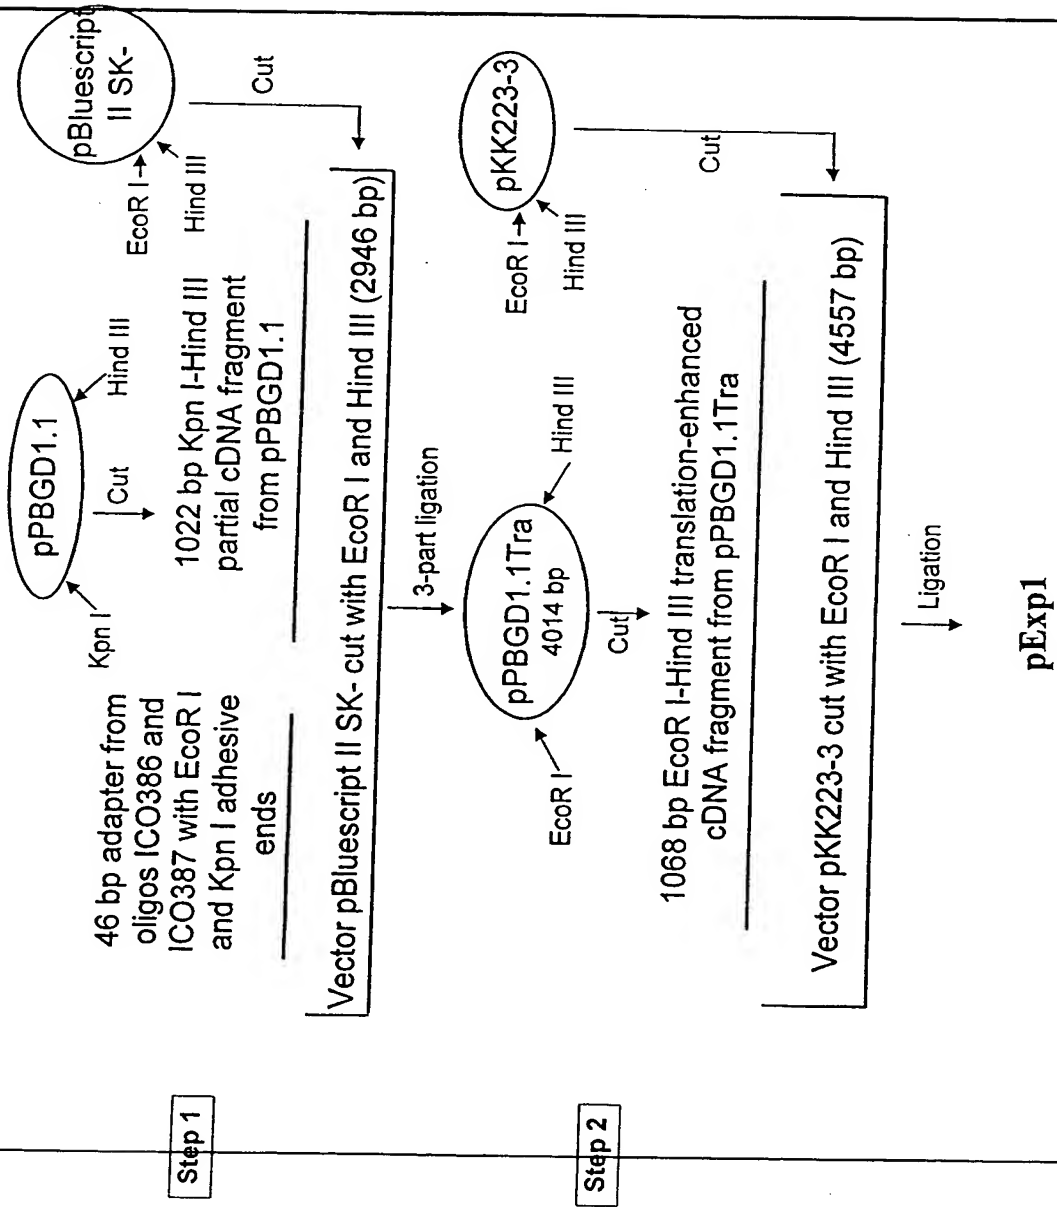 Step 1
46 bp adapter from
oligos ICO386 and
ICO387 with EcoR I
and Kpn I adhesive
ends
Kpn I
pPBGD1.1
Hind III
Cut
1022 bp Kpn I-Hind III
partial cDNA fragment
from pPBGD1.1
pBluescript
II SK-
EcoR I→
Hind III
Cut
Vector pBluescript II SK- cut with EcoR I and Hind III (2946 bp)
3-part ligation
Step 2
EcoR I
pPBGD1.1Tra
4014 bp
Hind III
Cut
1068 bp EcoR I-Hind III translation-enhanced
cDNA fragment from pPBGD1.1Tra
pKK223-3
EcoR I→
Hind III
Cut
Vector pKK223-3 cut with EcoR I and Hind III (4557 bp)
Ligation
pExp1